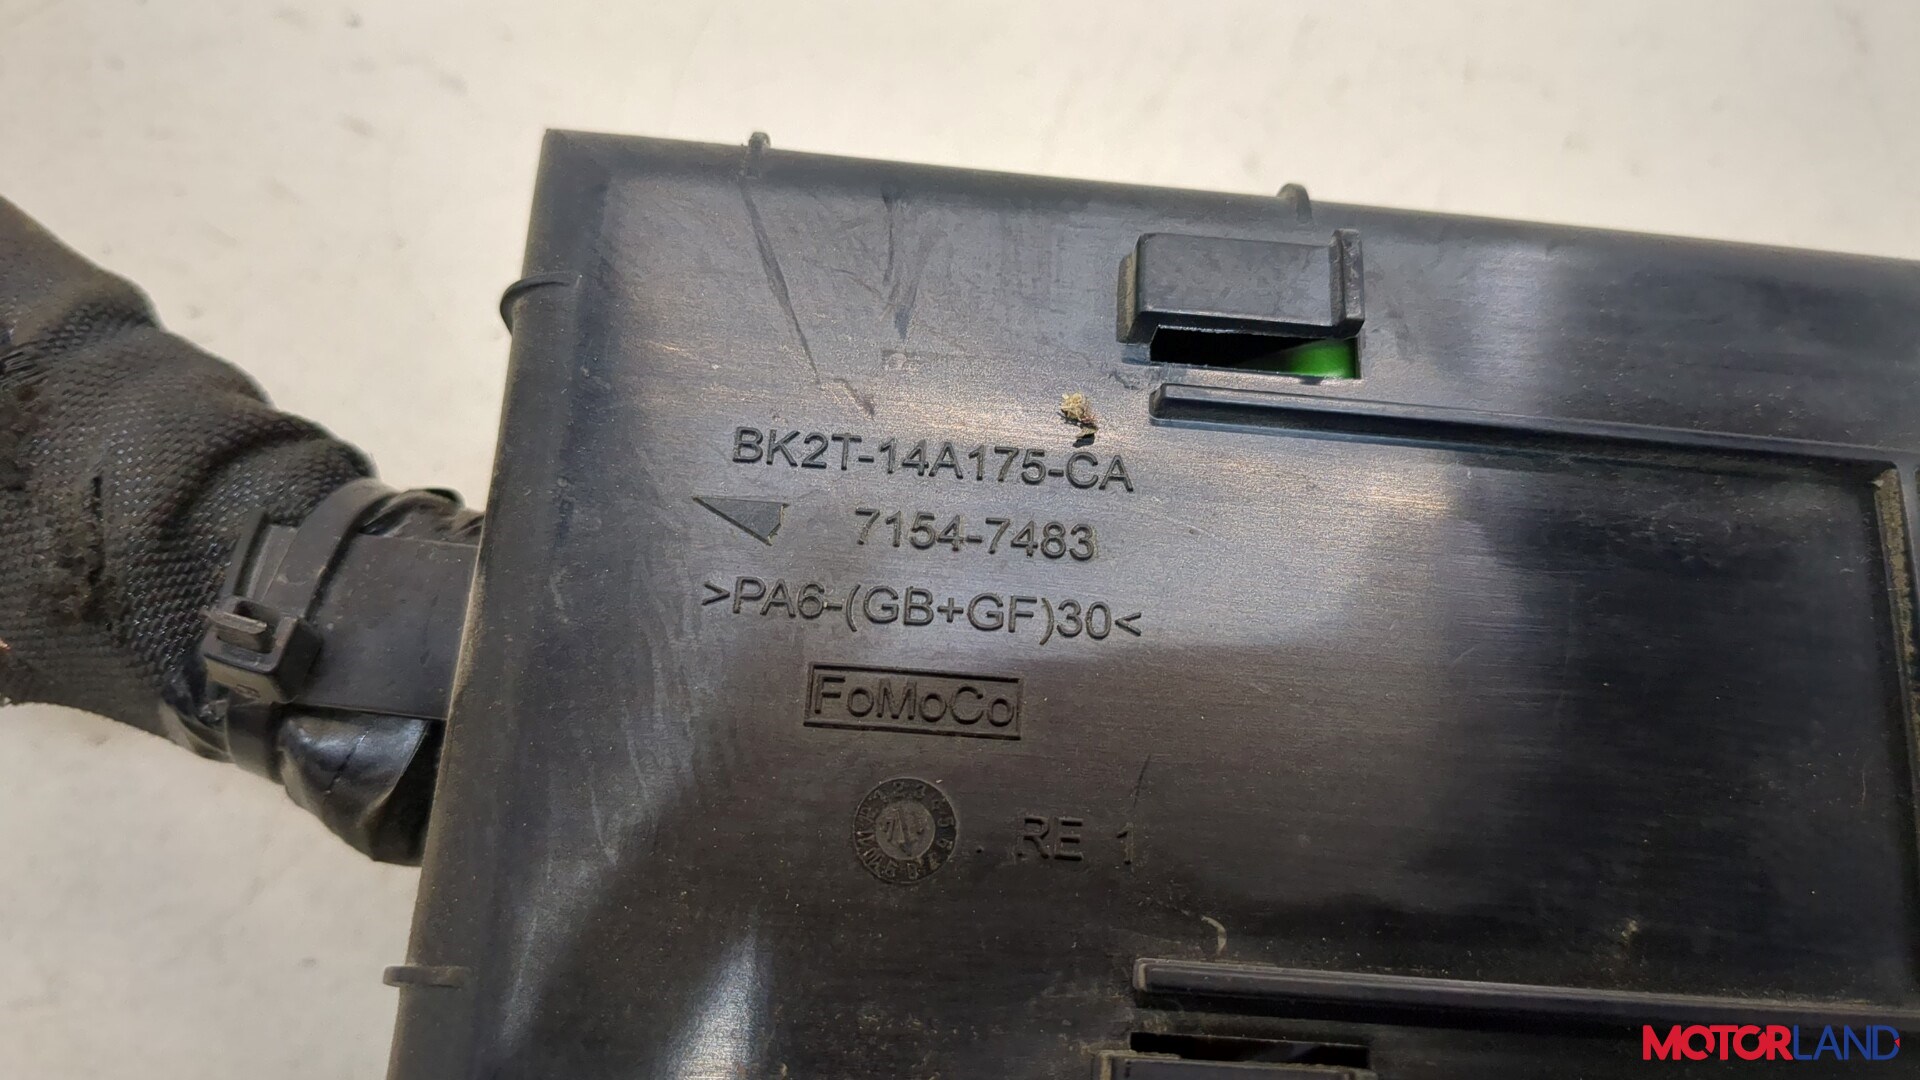 BK2T-14A175-CA
7154-7483
>PA6-(GB+GF)30<
FoMoCo
RE 1
MOTORLAND